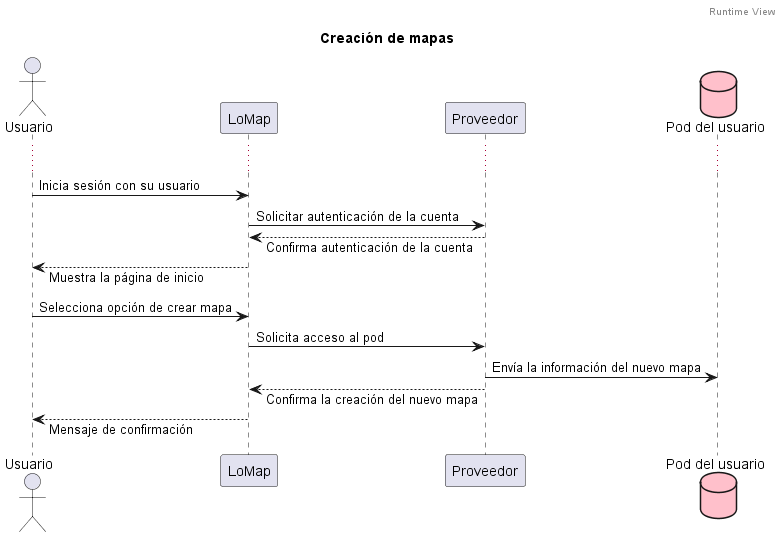 Runtime View
Creación de mapas
Usuario
LoMap
Proveedor
Pod del usuario
Inicia sesión con su usuario
Solicitar autenticación de la cuenta
Confirma autenticación de la cuenta
Muestra la página de inicio
Selecciona opción de crear mapa
Solicita acceso al pod
Envía la información del nuevo mapa
Confirma la creación del nuevo mapa
Mensaje de confirmación
Usuario
LoMap
Proveedor
Pod del usuario